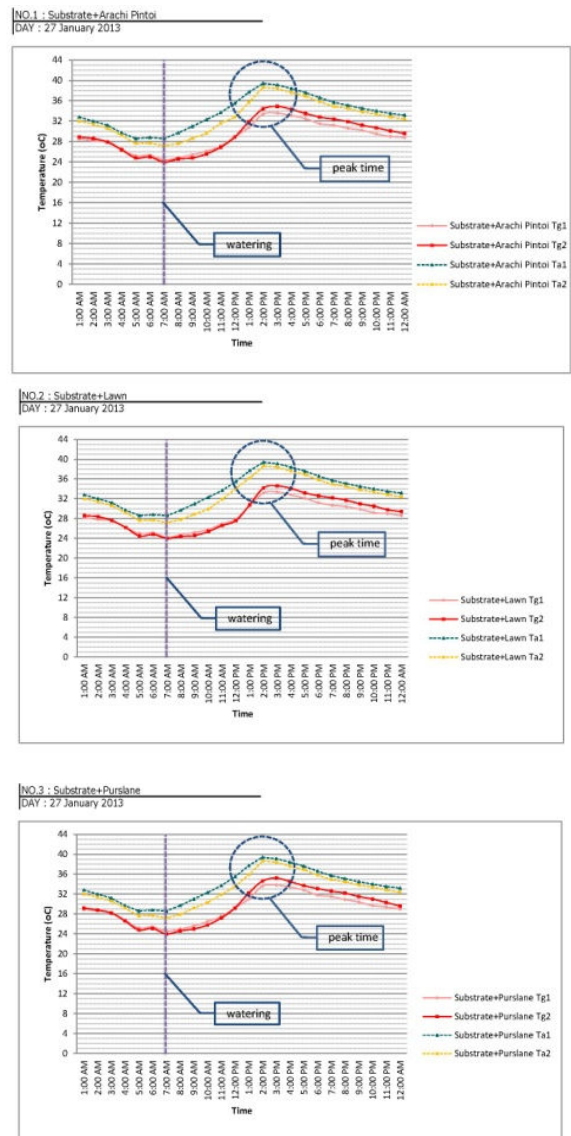 NO.1 : Substrate+Arachi Pintoi
DAY : 27 January 2013
44
40
36
32
28
24
20
16
12
8
4
0
Temperature (oC)
peak time
watering
Substrate+Arachi Pintoi Tg1
Substrate+Arachi Pintoi Tg2
Substrate+Arachi Pintoi Ta1
Substrate+Arachi Pintoi Ta2
1:00 AM
2:00 AM
3:00 AM
4:00 AM
5:00 AM
6:00 AM
7:00 AM
8:00 AM
9:00 AM
10:00 AM
11:00 AM
12:00 PM
1:00 PM
2:00 PM
3:00 PM
4:00 PM
5:00 PM
6:00 PM
7:00 PM
8:00 PM
9:00 PM
10:00 PM
11:00 PM
12:00 AM
Time
NO.2 : Substrate+Lawn
DAY : 27 January 2013
44
40
36
32
28
24
20
16
12
8
4
0
Temperature (oC)
peak time
watering
Substrate+Lawn Tg1
Substrate+Lawn Tg2
Substrate+Lawn Ta1
Substrate+Lawn Ta2
1:00 AM
2:00 AM
3:00 AM
4:00 AM
5:00 AM
6:00 AM
7:00 AM
8:00 AM
9:00 AM
10:00 AM
11:00 AM
12:00 PM
1:00 PM
2:00 PM
3:00 PM
4:00 PM
5:00 PM
6:00 PM
7:00 PM
8:00 PM
9:00 PM
10:00 PM
11:00 PM
12:00 AM
Time
NO.3 : Substrate+Purslane
DAY : 27 January 2013
44
40
36
32
28
24
20
16
12
8
4
0
Temperature (oC)
peak time
watering
Substrate+Purslane Tg1
Substrate+Purslane Tg2
Substrate+Purslane Ta1
Substrate+Purslane Ta2
1:00 AM
2:00 AM
3:00 AM
4:00 AM
5:00 AM
6:00 AM
7:00 AM
8:00 AM
9:00 AM
10:00 AM
11:00 AM
12:00 PM
1:00 PM
2:00 PM
3:00 PM
4:00 PM
5:00 PM
6:00 PM
7:00 PM
8:00 PM
9:00 PM
10:00 PM
11:00 PM
12:00 AM
Time